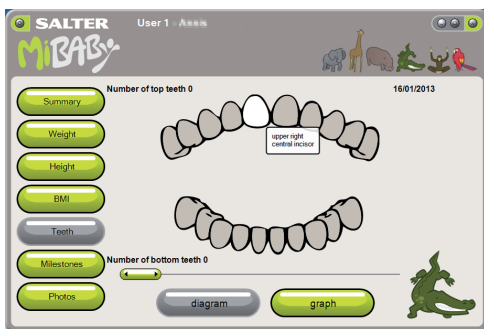 SALTER
User 1 -
MiBABY
Number of top teeth 0
16/01/2013
Summary
Weight
Height
BMI
Teeth
Milestones
Photos
upper right
central incisor
Number of bottom teeth 0
diagram
graph